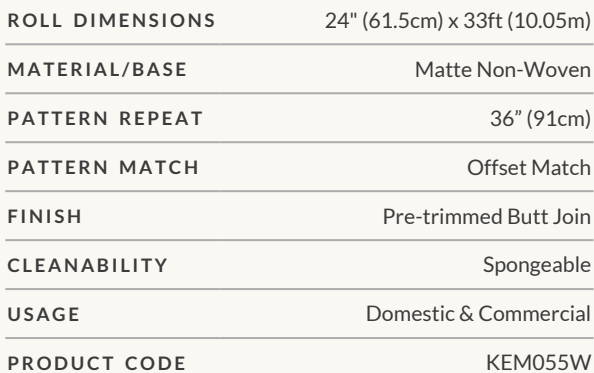 ROLL DIMENSIONS 24" (61.5cm) x 33ft (10.05m)
MATERIAL/BASE Matte Non-Woven
PATTERN REPEAT 36” (91cm)
PATTERN MATCH Offset Match
FINISH Pre-trimmed Butt Join
CLEANABILITY Spongeable
USAGE Domestic & Commercial
PRODUCT CODE KEM055W